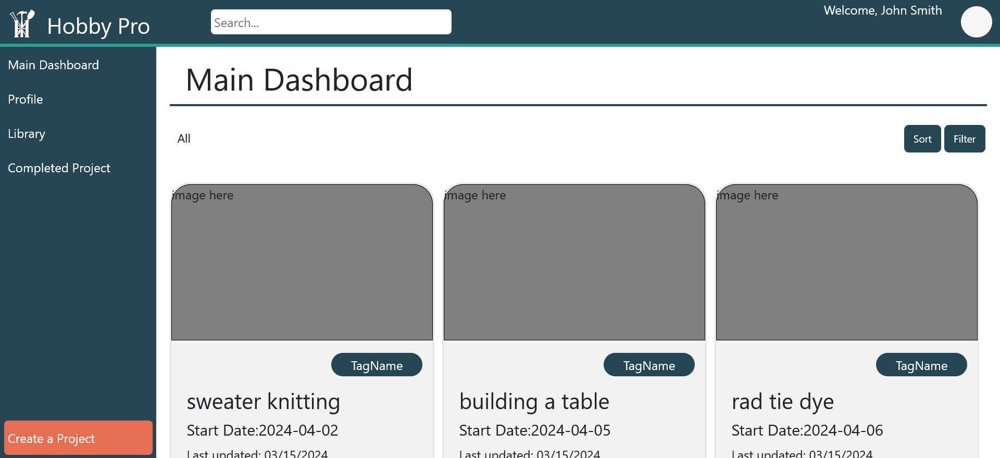 Hobby Pro
Search...
Welcome, John Smith
Main Dashboard
Profile
Library
Completed Project
Create a Project
Main Dashboard
All
Sort
Filter
image here
TagName
sweater knitting
Start Date:2024-04-02
Last updated: 03/15/2024
image here
TagName
building a table
Start Date:2024-04-05
Last updated: 03/15/2024
image here
TagName
rad tie dye
Start Date:2024-04-06
Last updated: 03/15/2024